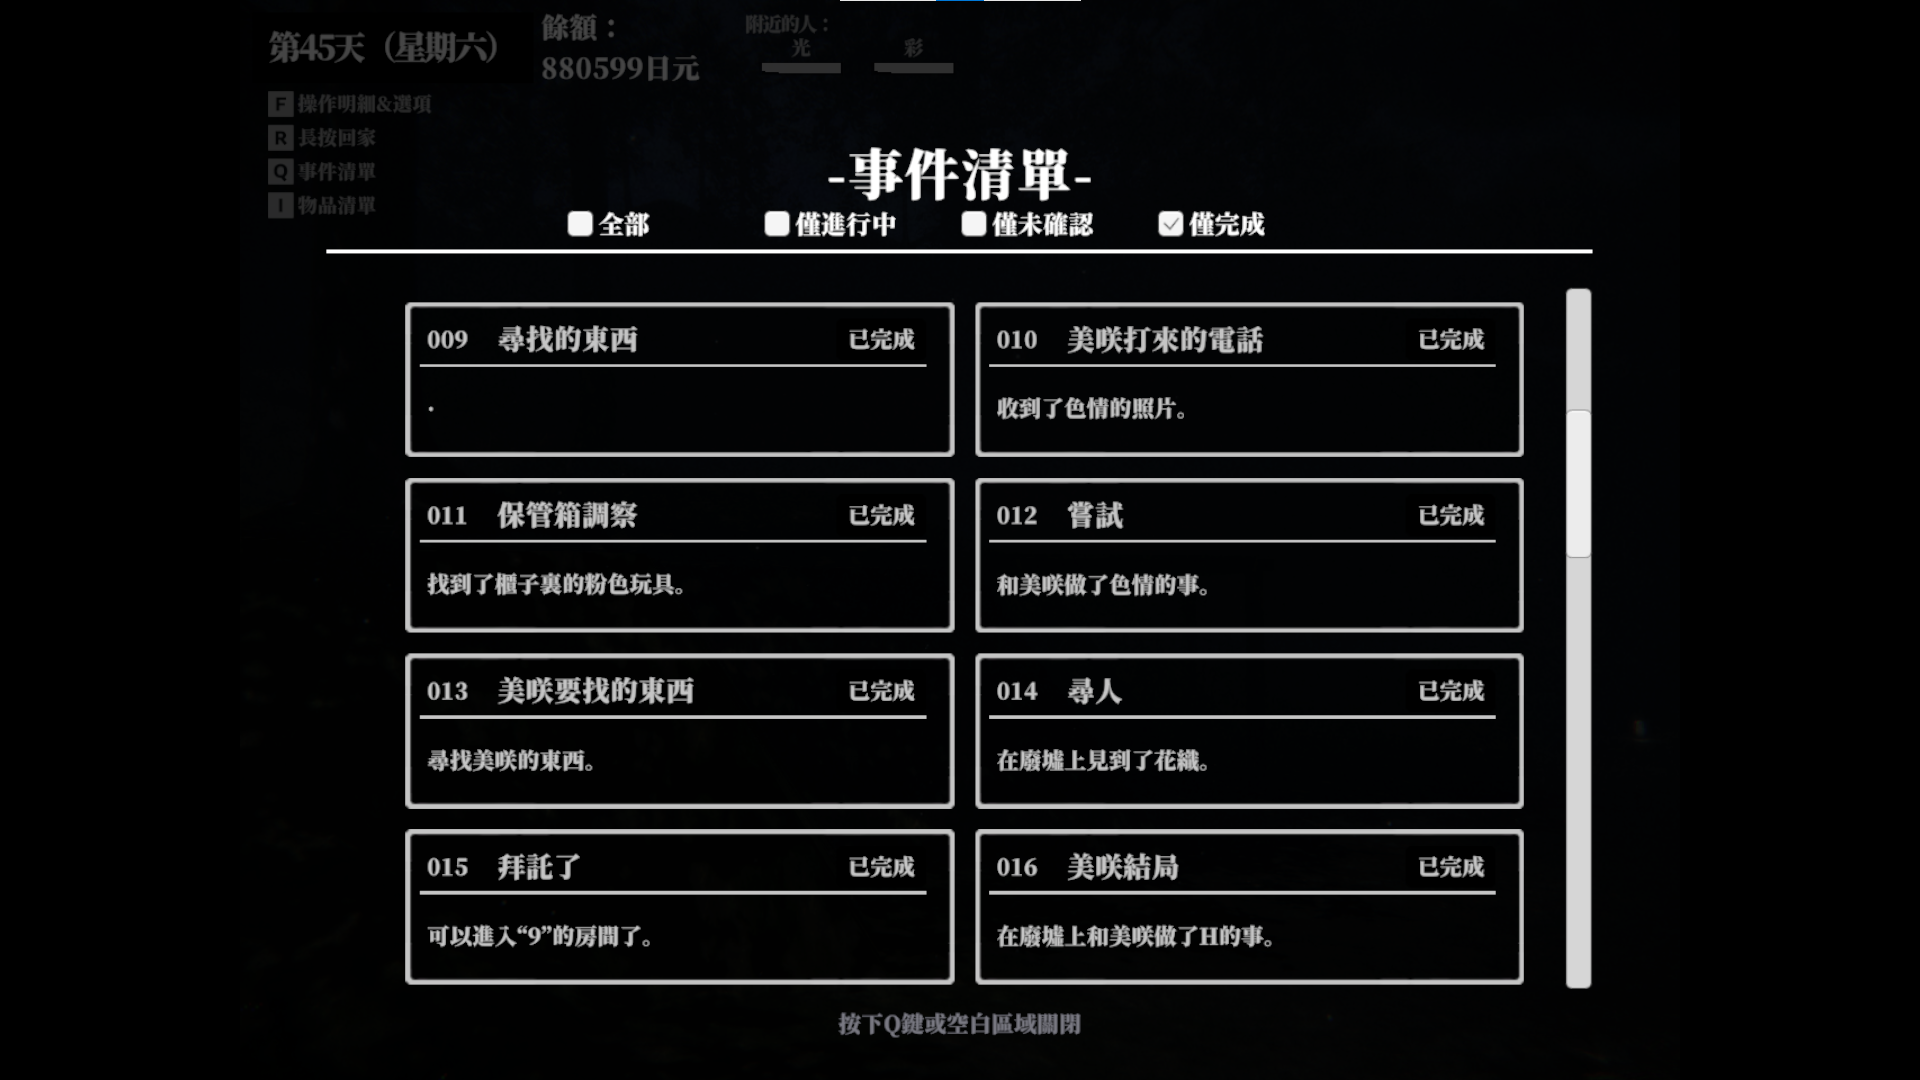 第45天（星期六）
餘額：
880599日元
附近的人：
光 彩
F 操作明細&選項
R 長按回家
Q 事件清單
I 物品清單
-事件清單-
全部 僅進行中 僅未確認 僅完成
009 尋找的東西 已完成
.
010 美咲打來的電話 已完成
收到了色情的照片。
011 保管箱調察 已完成
找到了櫃子裏的粉色玩具。
012 嘗試 已完成
和美咲做了色情的事。
013 美咲要找的東西 已完成
尋找美咲的東西。
014 尋人 已完成
在廢墟上見到了花織。
015 拜託了 已完成
可以進入“9”的房間了。
016 美咲結局 已完成
在廢墟上和美咲做了H的事。
按下Q鍵或空白區域關閉